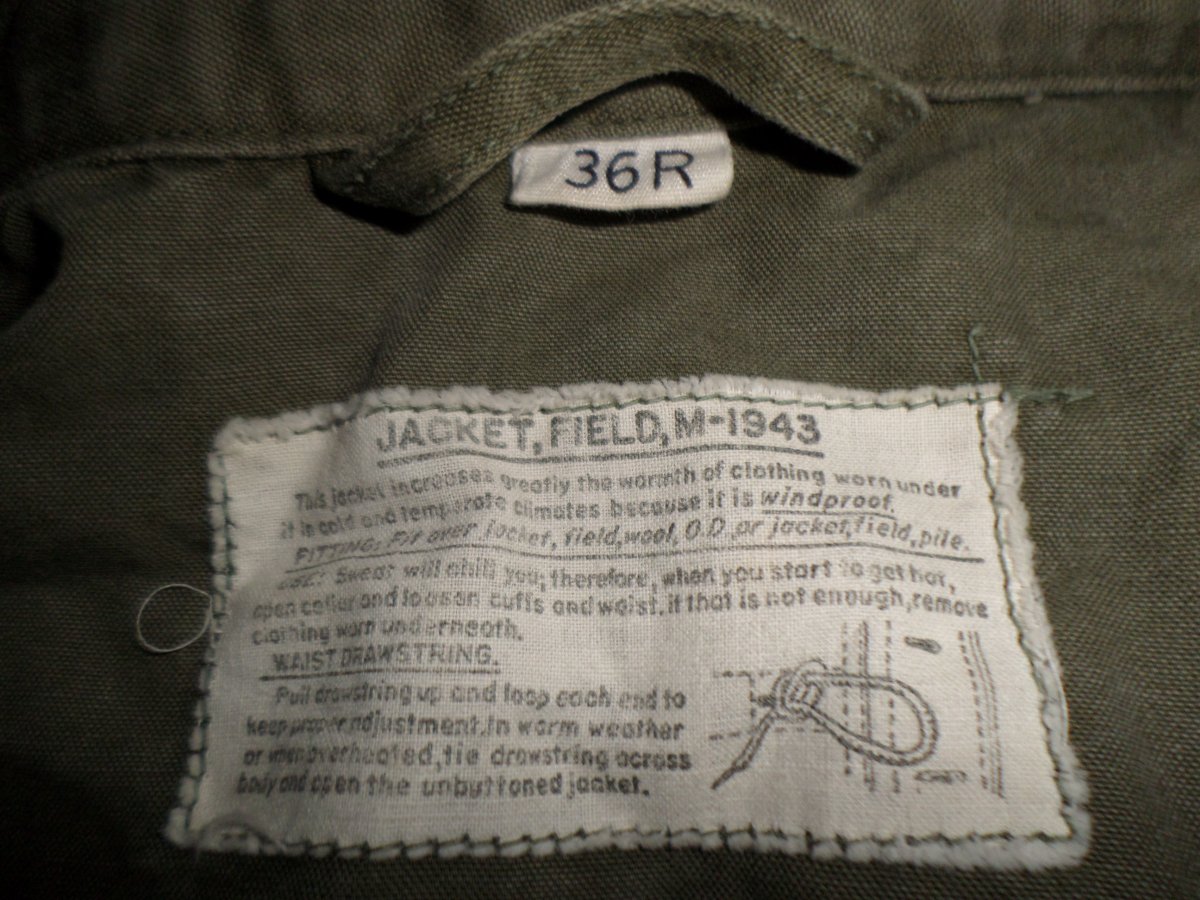 36R
JACKET, FIELD, M-1943
This jacket increases greatly the warmth of clothing worn under
it is cold and temperate climates because it is windproof.
FITTING: Fit over jacket, field, wool, O.D. or jacket, field, pile.
USE: Sweat will chill you; therefore, when you start to get hot,
open collar and loosen cuffs and waist. if that is not enough, remove
clothing worn underneath.
WAIST DRAWSTRING.
Pull drawstring up and loop each end to
keep proper adjustment. In warm weather
or when overheated, tie drawstring across
body and open the unbuttoned jacket.